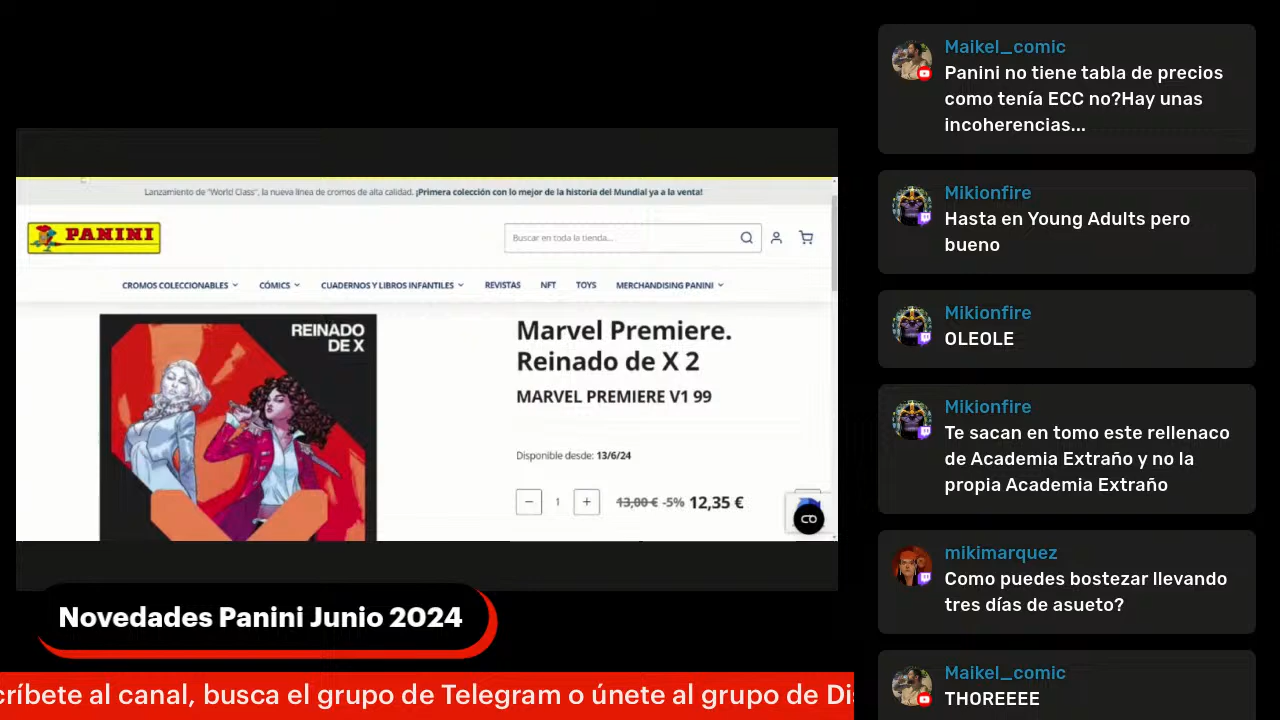 Lanzamiento de "World Class", la nueva línea de cromos de alta calidad. ¡Primera colección con lo mejor de la historia del Mundial ya a la venta!
PANINI
Buscar en toda la tienda...
CROMOS COLECCIONABLES
CÓMICS
CUADERNOS Y LIBROS INFANTILES
REVISTAS
NFT
TOYS
MERCHANDISING PANINI
REINADO
DE X
Marvel Premiere.
Reinado de X 2
MARVEL PREMIERE V1 99
Disponible desde: 13/6/24
− 1 + 13,00 € -5% 12,35 €
Novedades Panini Junio 2024
críbete al canal, busca el grupo de Telegram o únete al grupo de Di
Maikel_comic
Panini no tiene tabla de precios
como tenía ECC no?Hay unas
incoherencias...
Mikionfire
Hasta en Young Adults pero
bueno
Mikionfire
OLEOLE
Mikionfire
Te sacan en tomo este rellenaco
de Academia Extraño y no la
propia Academia Extraño
mikimarquez
Como puedes bostezar llevando
tres días de asueto?
Maikel_comic
THOREEEE